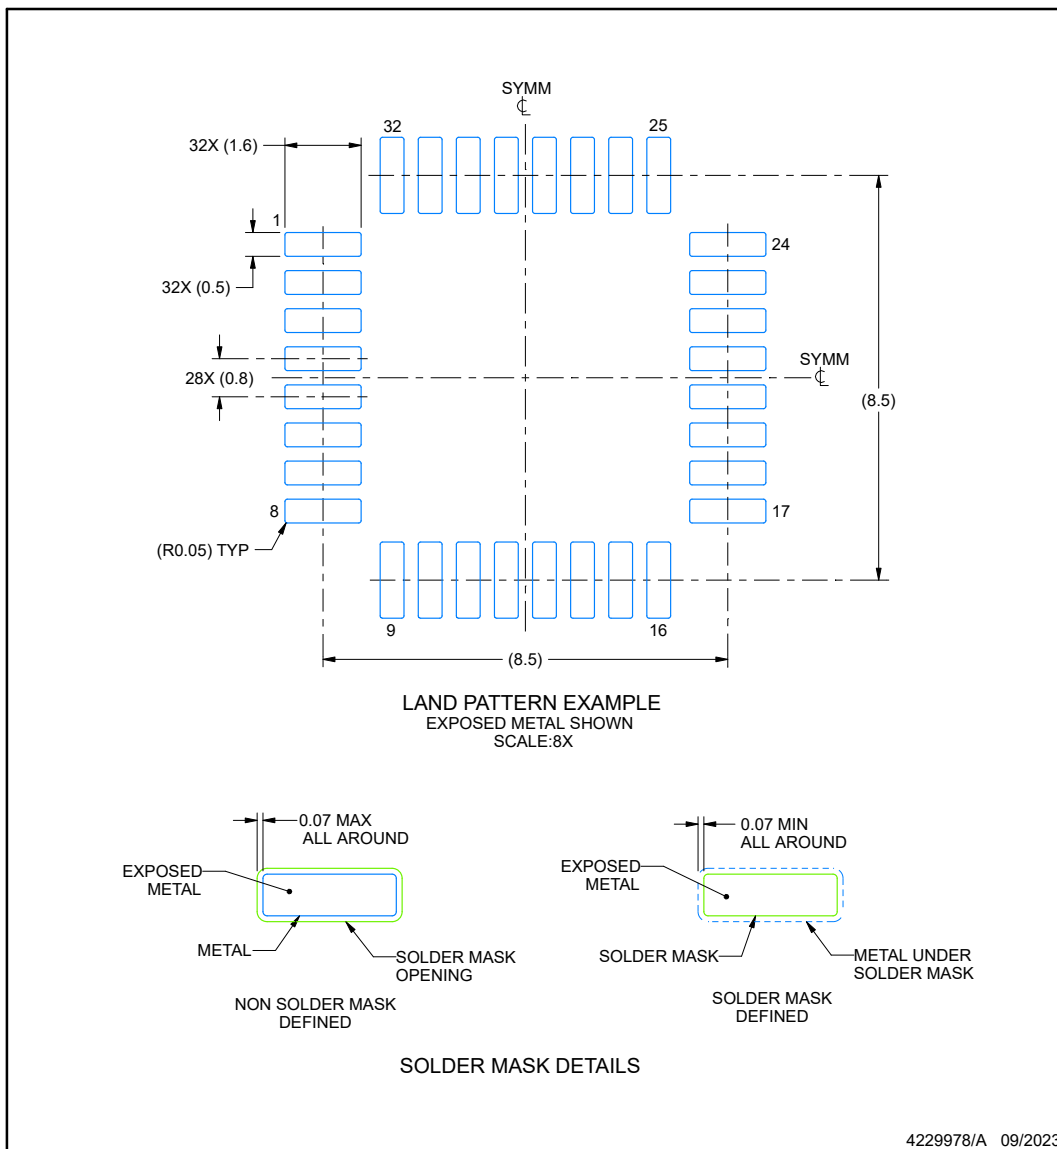 SYMM
℄
32
25
32X (1.6)
1
24
32X (0.5)
SYMM
℄
28X (0.8)
(8.5)
8
17
(R0.05) TYP
9
16
(8.5)
LAND PATTERN EXAMPLE
EXPOSED METAL SHOWN
SCALE:8X
0.07 MAX
ALL AROUND
EXPOSED
METAL
METAL
SOLDER MASK
OPENING
NON SOLDER MASK
DEFINED
0.07 MIN
ALL AROUND
EXPOSED
METAL
SOLDER MASK
METAL UNDER
SOLDER MASK
SOLDER MASK
DEFINED
SOLDER MASK DETAILS
4229978/A 09/2023